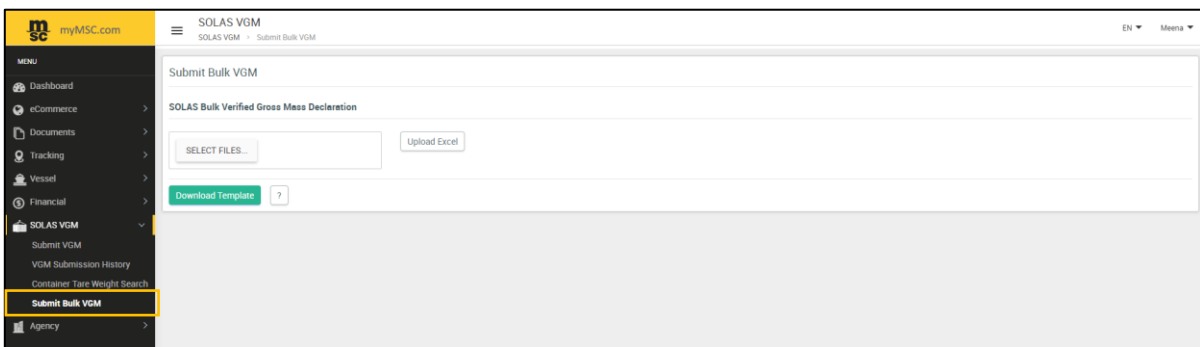 msc
myMSC.com
SOLAS VGM
SOLAS VGM > Submit Bulk VGM
EN
Meena
MENU
Dashboard
eCommerce
Documents
Tracking
Vessel
Financial
SOLAS VGM
Submit VGM
VGM Submission History
Container Tare Weight Search
Submit Bulk VGM
Agency
Submit Bulk VGM
SOLAS Bulk Verified Gross Mass Declaration
SELECT FILES...
Upload Excel
Download Template
?